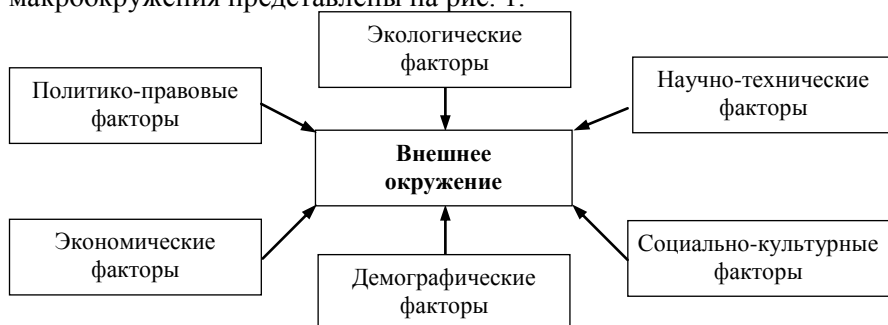 макроокружения представлены на рис. 1.
Экологические
факторы
Политико-правовые
факторы
Научно-технические
факторы
Внешнее
окружение
Экономические
факторы
Демографические
факторы
Социально-культурные
факторы